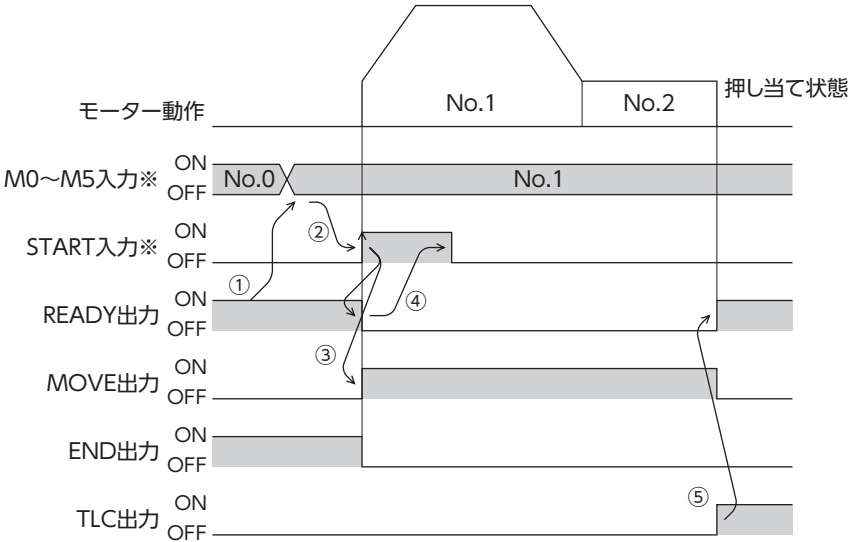 押し当て状態
モーター動作
No.1
No.2
M0～M5入力※
ON
OFF
No.0
No.1
START入力※
ON
OFF
②
①
READY出力
ON
OFF
④
③
MOVE出力
ON
OFF
END出力
ON
OFF
⑤
TLC出力
ON
OFF